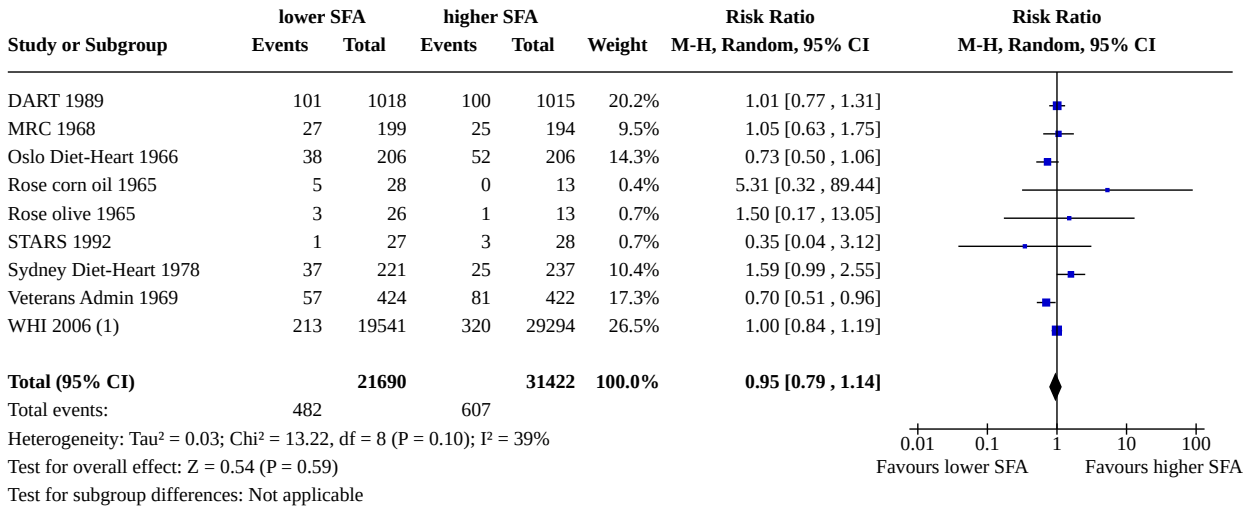 lower SFA higher SFA Risk Ratio Risk Ratio
Study or Subgroup Events Total Events Total Weight M-H, Random, 95% CI M-H, Random, 95% CI
DART 1989 101 1018 100 1015 20.2% 1.01 [0.77 , 1.31]
MRC 1968 27 199 25 194 9.5% 1.05 [0.63 , 1.75]
Oslo Diet-Heart 1966 38 206 52 206 14.3% 0.73 [0.50 , 1.06]
Rose corn oil 1965 5 28 0 13 0.4% 5.31 [0.32 , 89.44]
Rose olive 1965 3 26 1 13 0.7% 1.50 [0.17 , 13.05]
STARS 1992 1 27 3 28 0.7% 0.35 [0.04 , 3.12]
Sydney Diet-Heart 1978 37 221 25 237 10.4% 1.59 [0.99 , 2.55]
Veterans Admin 1969 57 424 81 422 17.3% 0.70 [0.51 , 0.96]
WHI 2006 (1) 213 19541 320 29294 26.5% 1.00 [0.84 , 1.19]
Total (95% CI) 21690 31422 100.0% 0.95 [0.79 , 1.14]
Total events: 482 607
Heterogeneity: Tau² = 0.03; Chi² = 13.22, df = 8 (P = 0.10); I² = 39%
0.01 0.1 1 10 100
Test for overall effect: Z = 0.54 (P = 0.59)
Favours lower SFA Favours higher SFA
Test for subgroup differences: Not applicable